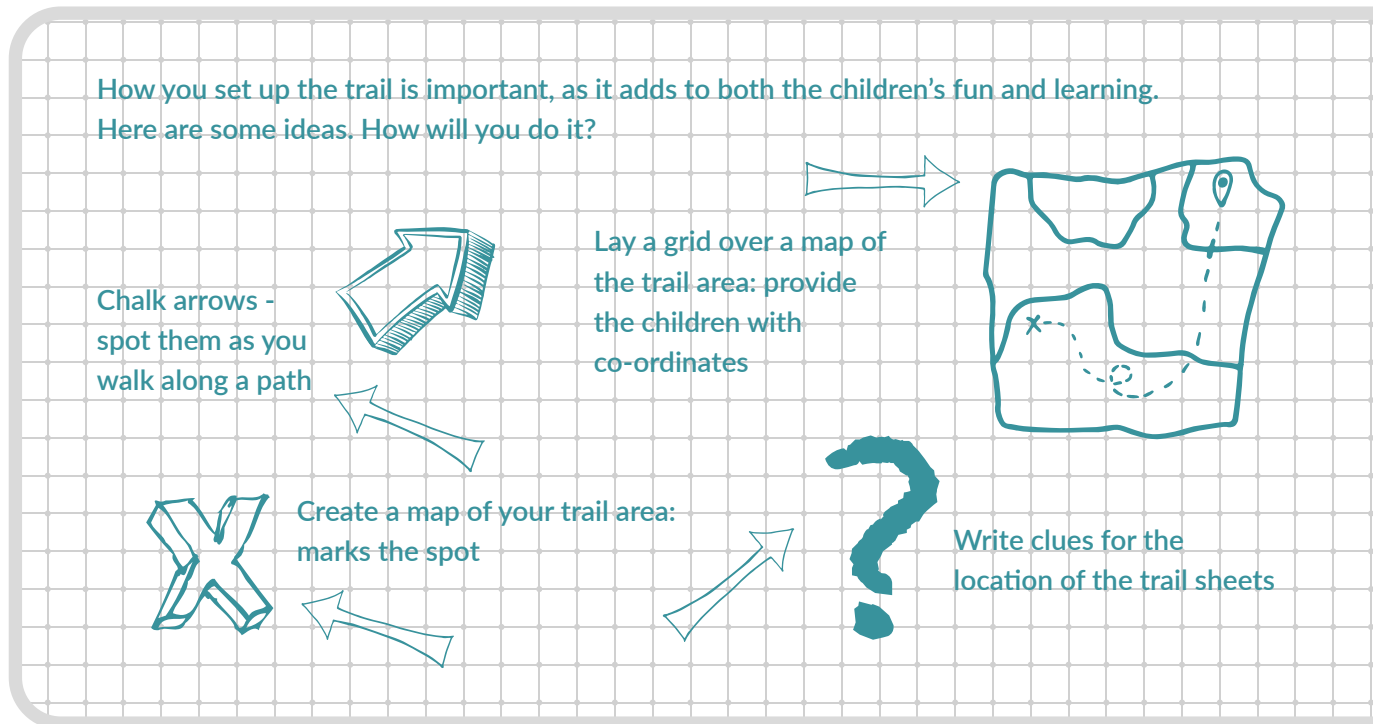 How you set up the trail is important, as it adds to both the children’s fun and learning.
Here are some ideas. How will you do it?
Chalk arrows -
spot them as you
walk along a path
Lay a grid over a map of
the trail area: provide
the children with
co-ordinates
X
Create a map of your trail area:
marks the spot
?
Write clues for the
location of the trail sheets